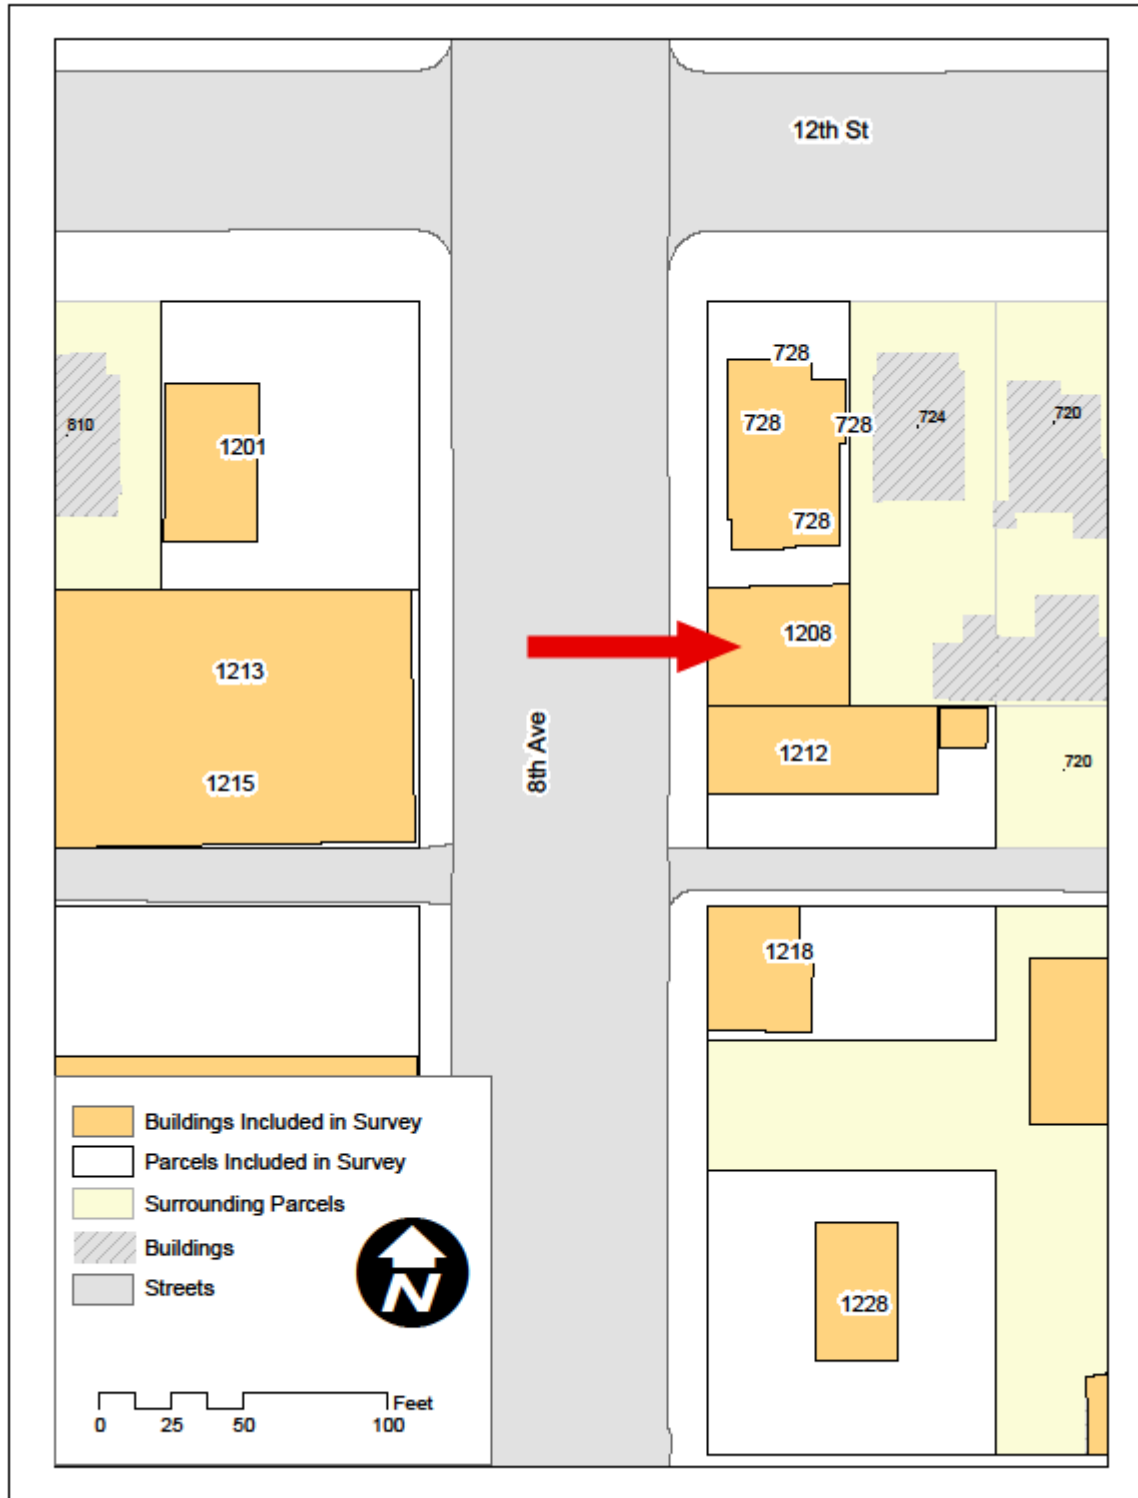 12th St
728
810
728
728
724
720
1201
728
1208
1213
8th Ave
1212
720
1215
1218
Buildings Included in Survey
Parcels Included in Survey
Surrounding Parcels
Buildings
Streets
N
1228
Feet
0 25 50 100